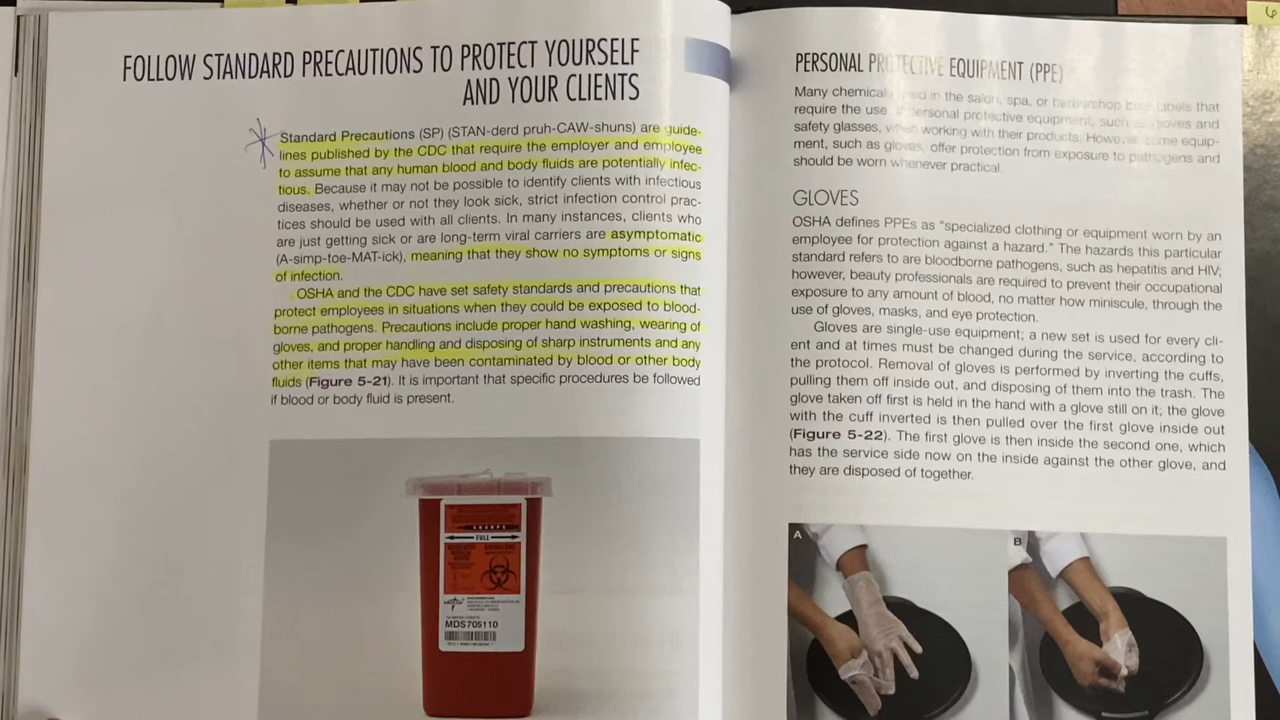 FOLLOW STANDARD PRECAUTIONS TO PROTECT YOURSELF
AND YOUR CLIENTS
Standard Precautions (SP) (STAN-derd pruh-CAW-shuns) are guide-
lines published by the CDC that require the employer and employee
to assume that any human blood and body fluids are potentially infec-
tious. Because it may not be possible to identify clients with infectious
diseases, whether or not they look sick, strict infection control prac-
tices should be used with all clients. In many instances, clients who
are just getting sick or are long-term viral carriers are asymptomatic
(A-simp-toe-MAT-ick), meaning that they show no symptoms or signs
of infection.
OSHA and the CDC have set safety standards and precautions that
protect employees in situations when they could be exposed to blood-
borne pathogens. Precautions include proper hand washing, wearing of
gloves, and proper handling and disposing of sharp instruments and any
other items that may have been contaminated by blood or other body
fluids (Figure 5-21). It is important that specific procedures be followed
if blood or body fluid is present.
SHARPS
FULL
MDS705110
6
PERSONAL PROTECTIVE EQUIPMENT (PPE)
Many chemicals used in the salon, spa, or barbershop labels that
require the use of personal protective equipment, such as gloves and
safety glasses, when working with their products. However, some equip-
ment, such as gloves, offer protection from exposure to pathogens and
should be worn whenever practical.
GLOVES
OSHA defines PPEs as "specialized clothing or equipment worn by an
employee for protection against a hazard." The hazards this particular
standard refers to are bloodborne pathogens, such as hepatitis and HIV;
however, beauty professionals are required to prevent their occupational
exposure to any amount of blood, no matter how miniscule, through the
use of gloves, masks, and eye protection.
Gloves are single-use equipment; a new set is used for every cli-
ent and at times must be changed during the service, according to
the protocol. Removal of gloves is performed by inverting the cuffs,
pulling them off inside out, and disposing of them into the trash. The
glove taken off first is held in the hand with a glove still on it; the glove
with the cuff inverted is then pulled over the first glove inside out
(Figure 5-22). The first glove is then inside the second one, which
has the service side now on the inside against the other glove, and
they are disposed of together.
A
B